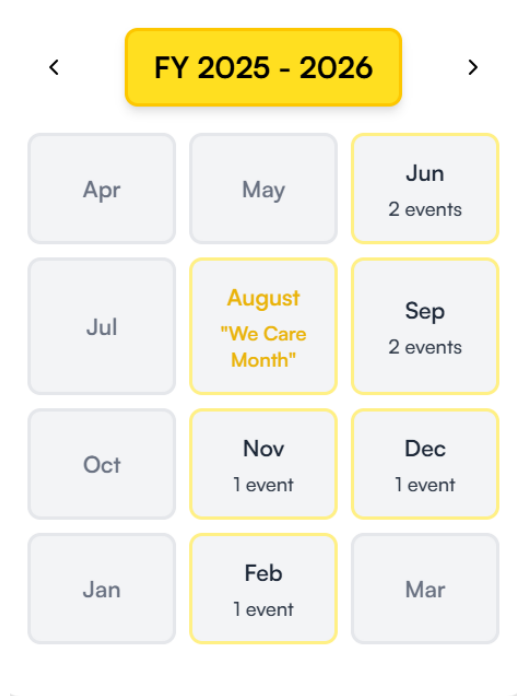 FY 2025 - 2026
Apr
May
Jun
2 events
Jul
August
"We Care
Month"
Sep
2 events
Oct
Nov
1 event
Dec
1 event
Jan
Feb
1 event
Mar